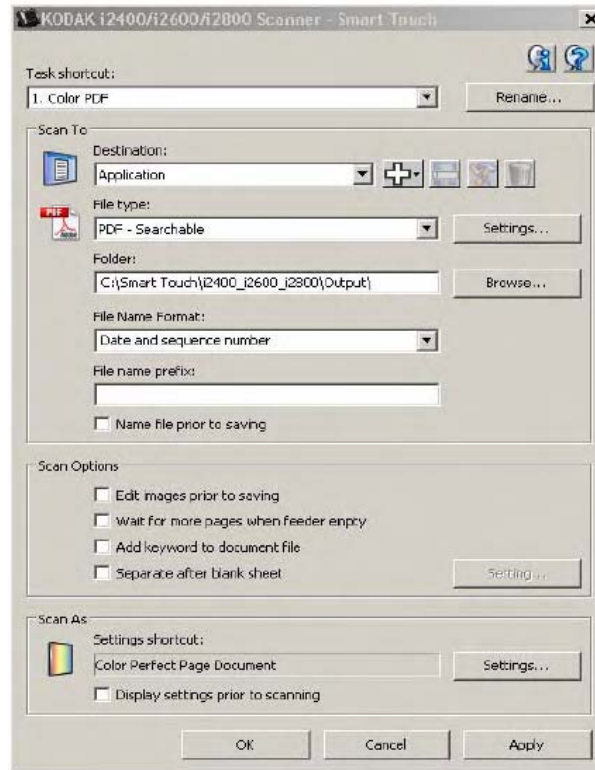 KODAK i2400/i2600/i2800 Scanner - Smart Touch
Task shortcut:
1. Color PDF
Rename...
Scan To
Destination:
Application
File type:
PDF
PDF - Searchable
Settings...
Folder:
C:\Smart Touch\i2400_i2600_i2800\Output\
Browse...
File Name Format:
Date and sequence number
File name prefix:
Name file prior to saving
Scan Options
Edit images prior to saving
Wait for more pages when feeder empty
Add keyword to document file
Separate after blank sheet
Setting...
Scan As
Settings shortcut:
Color Perfect Page Document
Settings...
Display settings prior to scanning
OK
Cancel
Apply